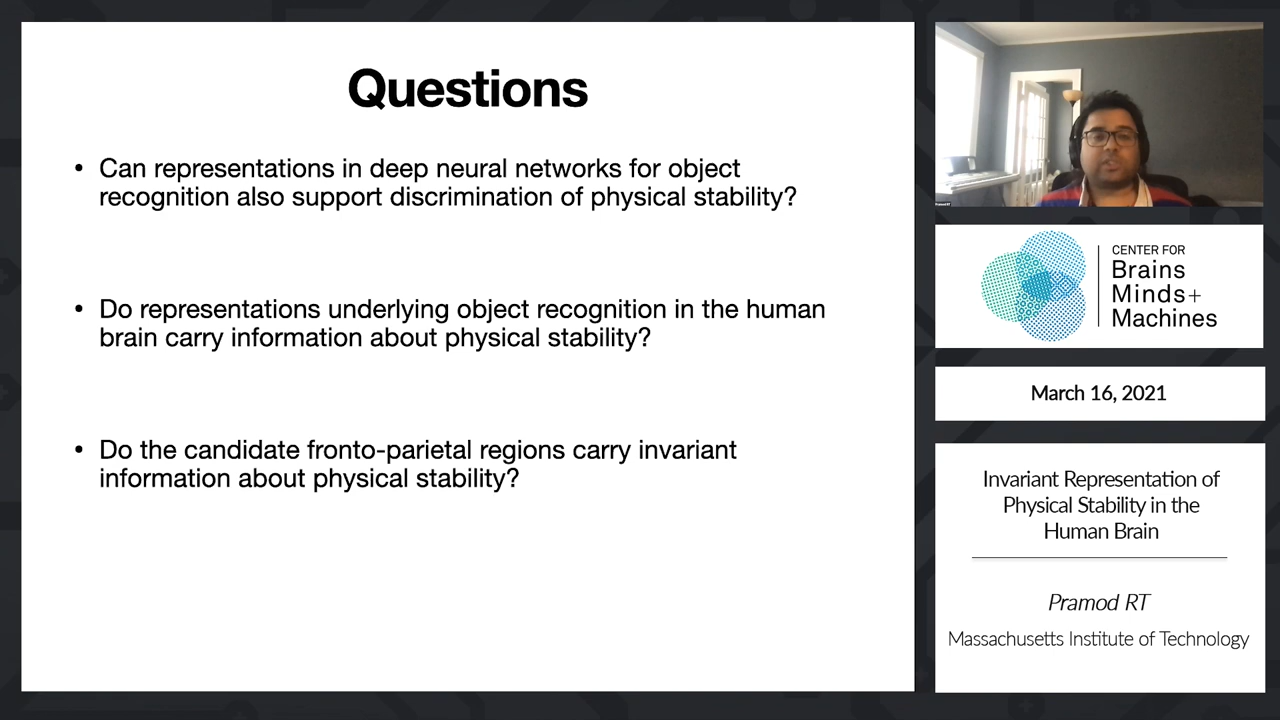 Questions
• Can representations in deep neural networks for object
recognition also support discrimination of physical stability?
• Do representations underlying object recognition in the human
brain carry information about physical stability?
• Do the candidate fronto-parietal regions carry invariant
information about physical stability?
Pramod RT
CENTER FOR
Brains
Minds+
Machines
March 16, 2021
Invariant Representation of
Physical Stability in the
Human Brain
Pramod RT
Massachusetts Institute of Technology